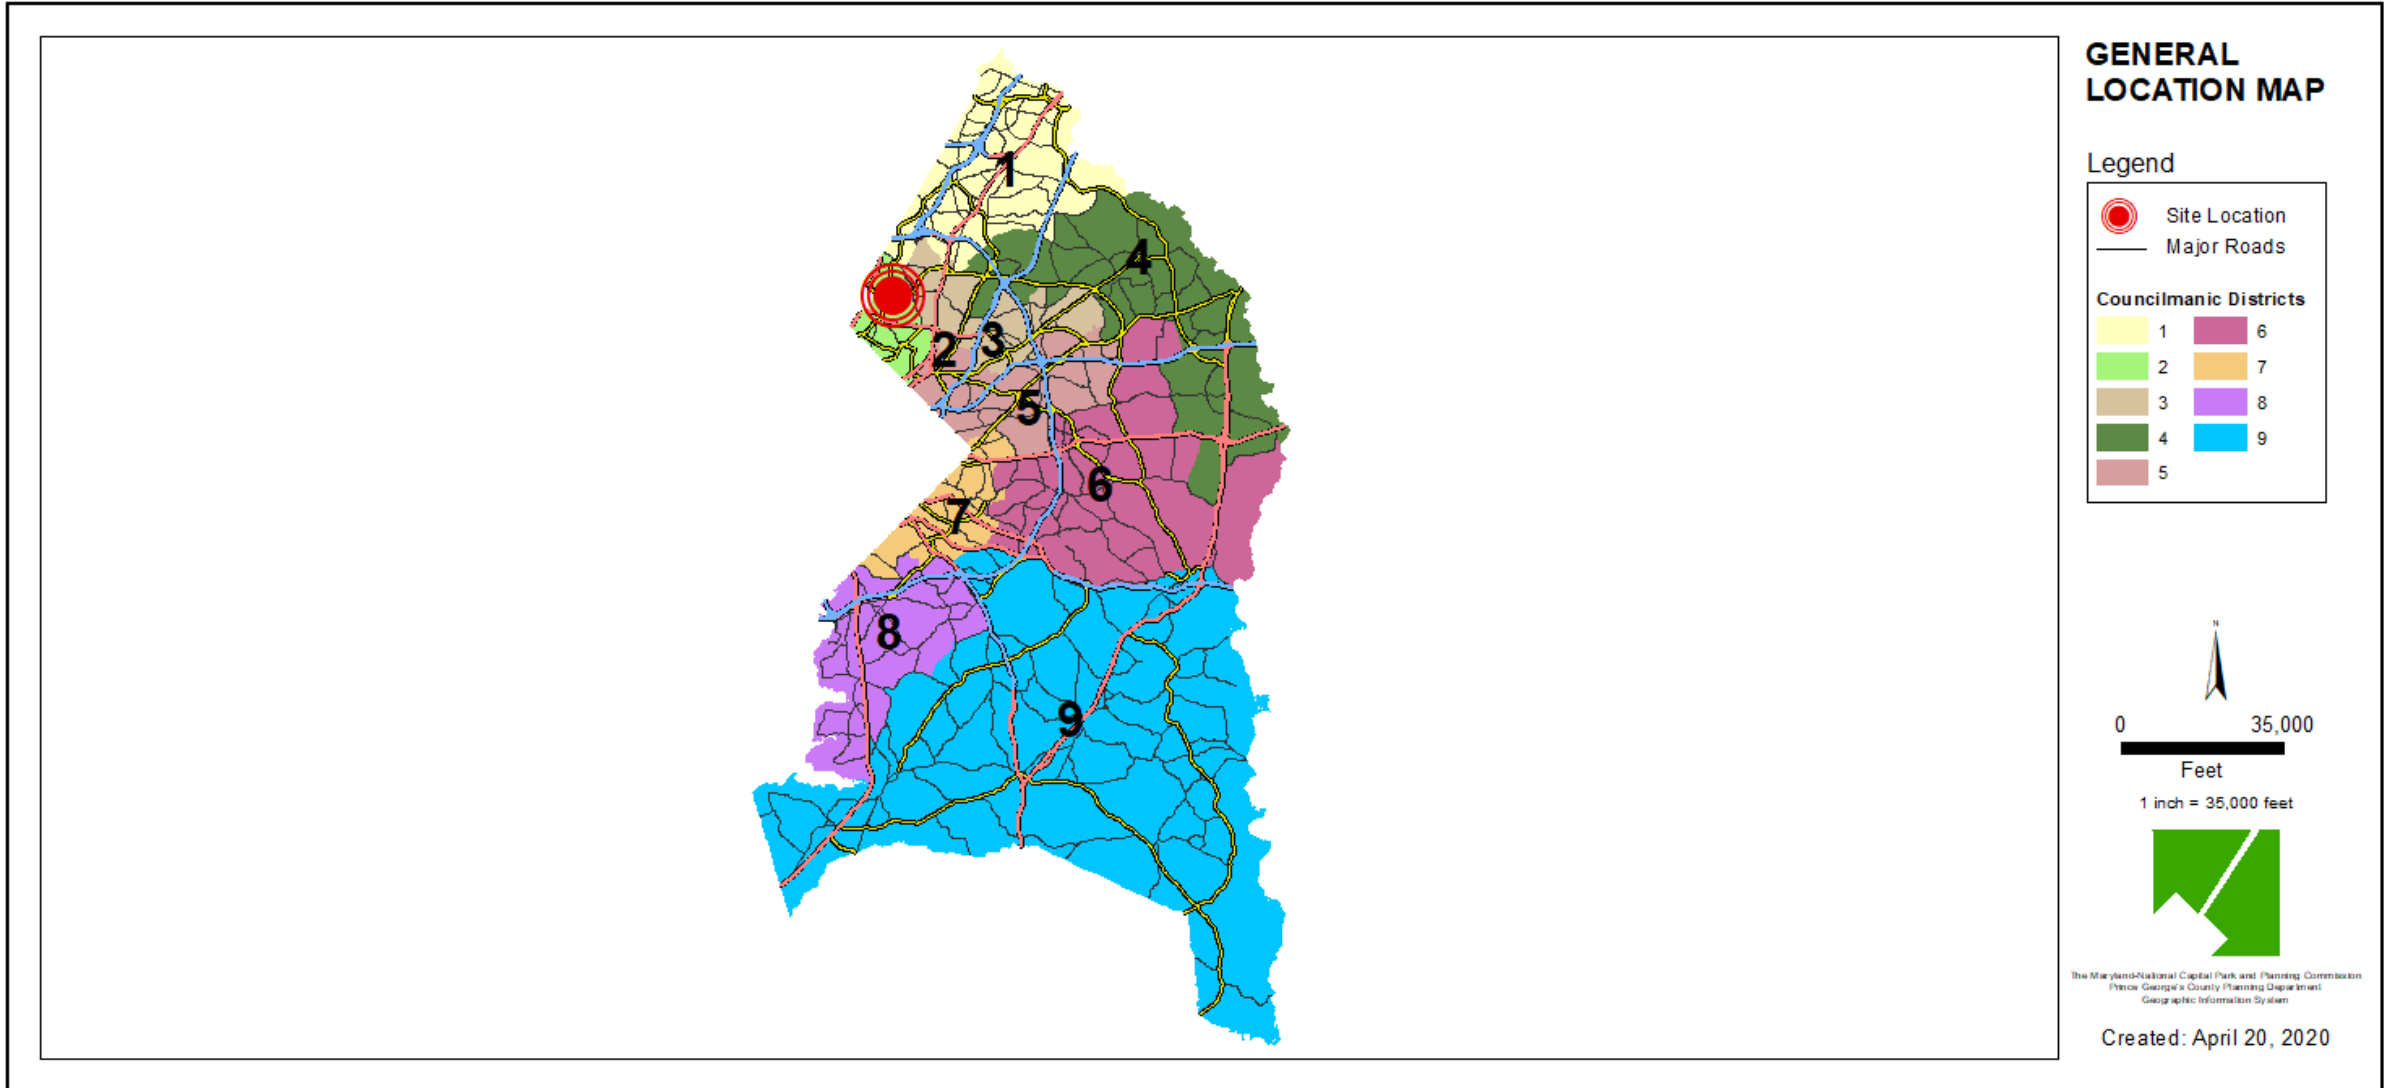 GENERAL
LOCATION MAP
Legend
Site Location
Major Roads
Councilmanic Districts
1 6
2 7
3 8
4 9
5
1
4
3
2
5
6
7
8
9
N
0 35,000
Feet
1 inch = 35,000 feet
The Maryland-National Capital Park and Planning Commission
Prince George's County Planning Department
Geographic Information System
Created: April 20, 2020